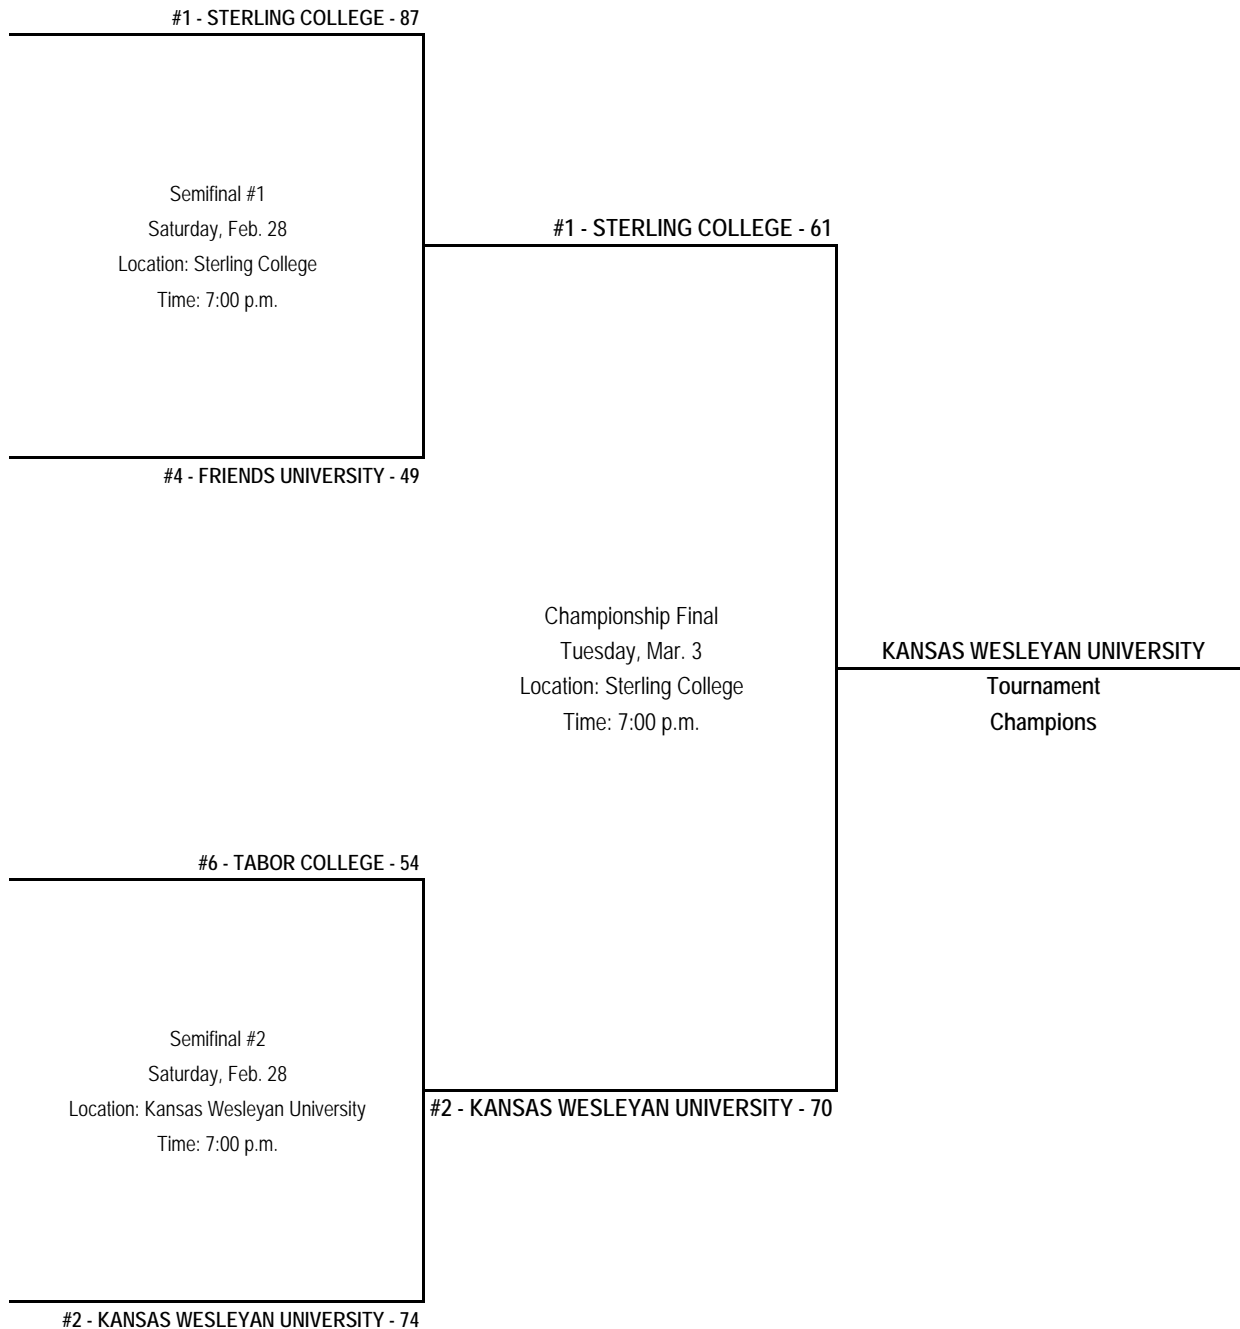 #1 - STERLING COLLEGE - 87
Semifinal #1
Saturday, Feb. 28
Location: Sterling College
Time: 7:00 p.m.
#4 - FRIENDS UNIVERSITY - 49
#1 - STERLING COLLEGE - 61
Championship Final
Tuesday, Mar. 3
Location: Sterling College
Time: 7:00 p.m.
KANSAS WESLEYAN UNIVERSITY
Tournament
Champions
#6 - TABOR COLLEGE - 54
Semifinal #2
Saturday, Feb. 28
Location: Kansas Wesleyan University
Time: 7:00 p.m.
#2 - KANSAS WESLEYAN UNIVERSITY - 70
#2 - KANSAS WESLEYAN UNIVERSITY - 74